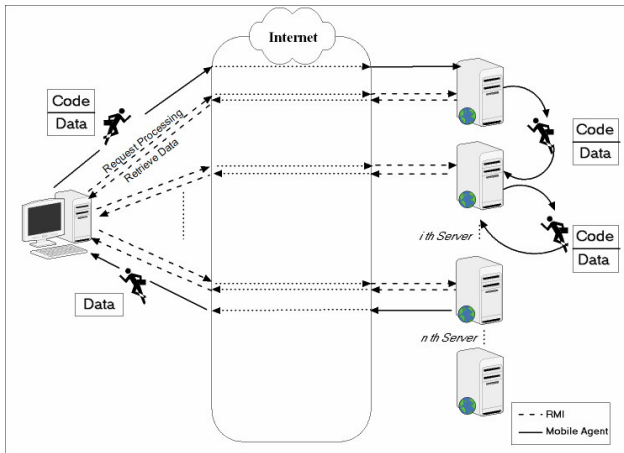 Internet
Code
Data
Request Processing
Retrieve Data
Code
Data
i th Server
Code
Data
Data
n th Server
RMI
Mobile Agent